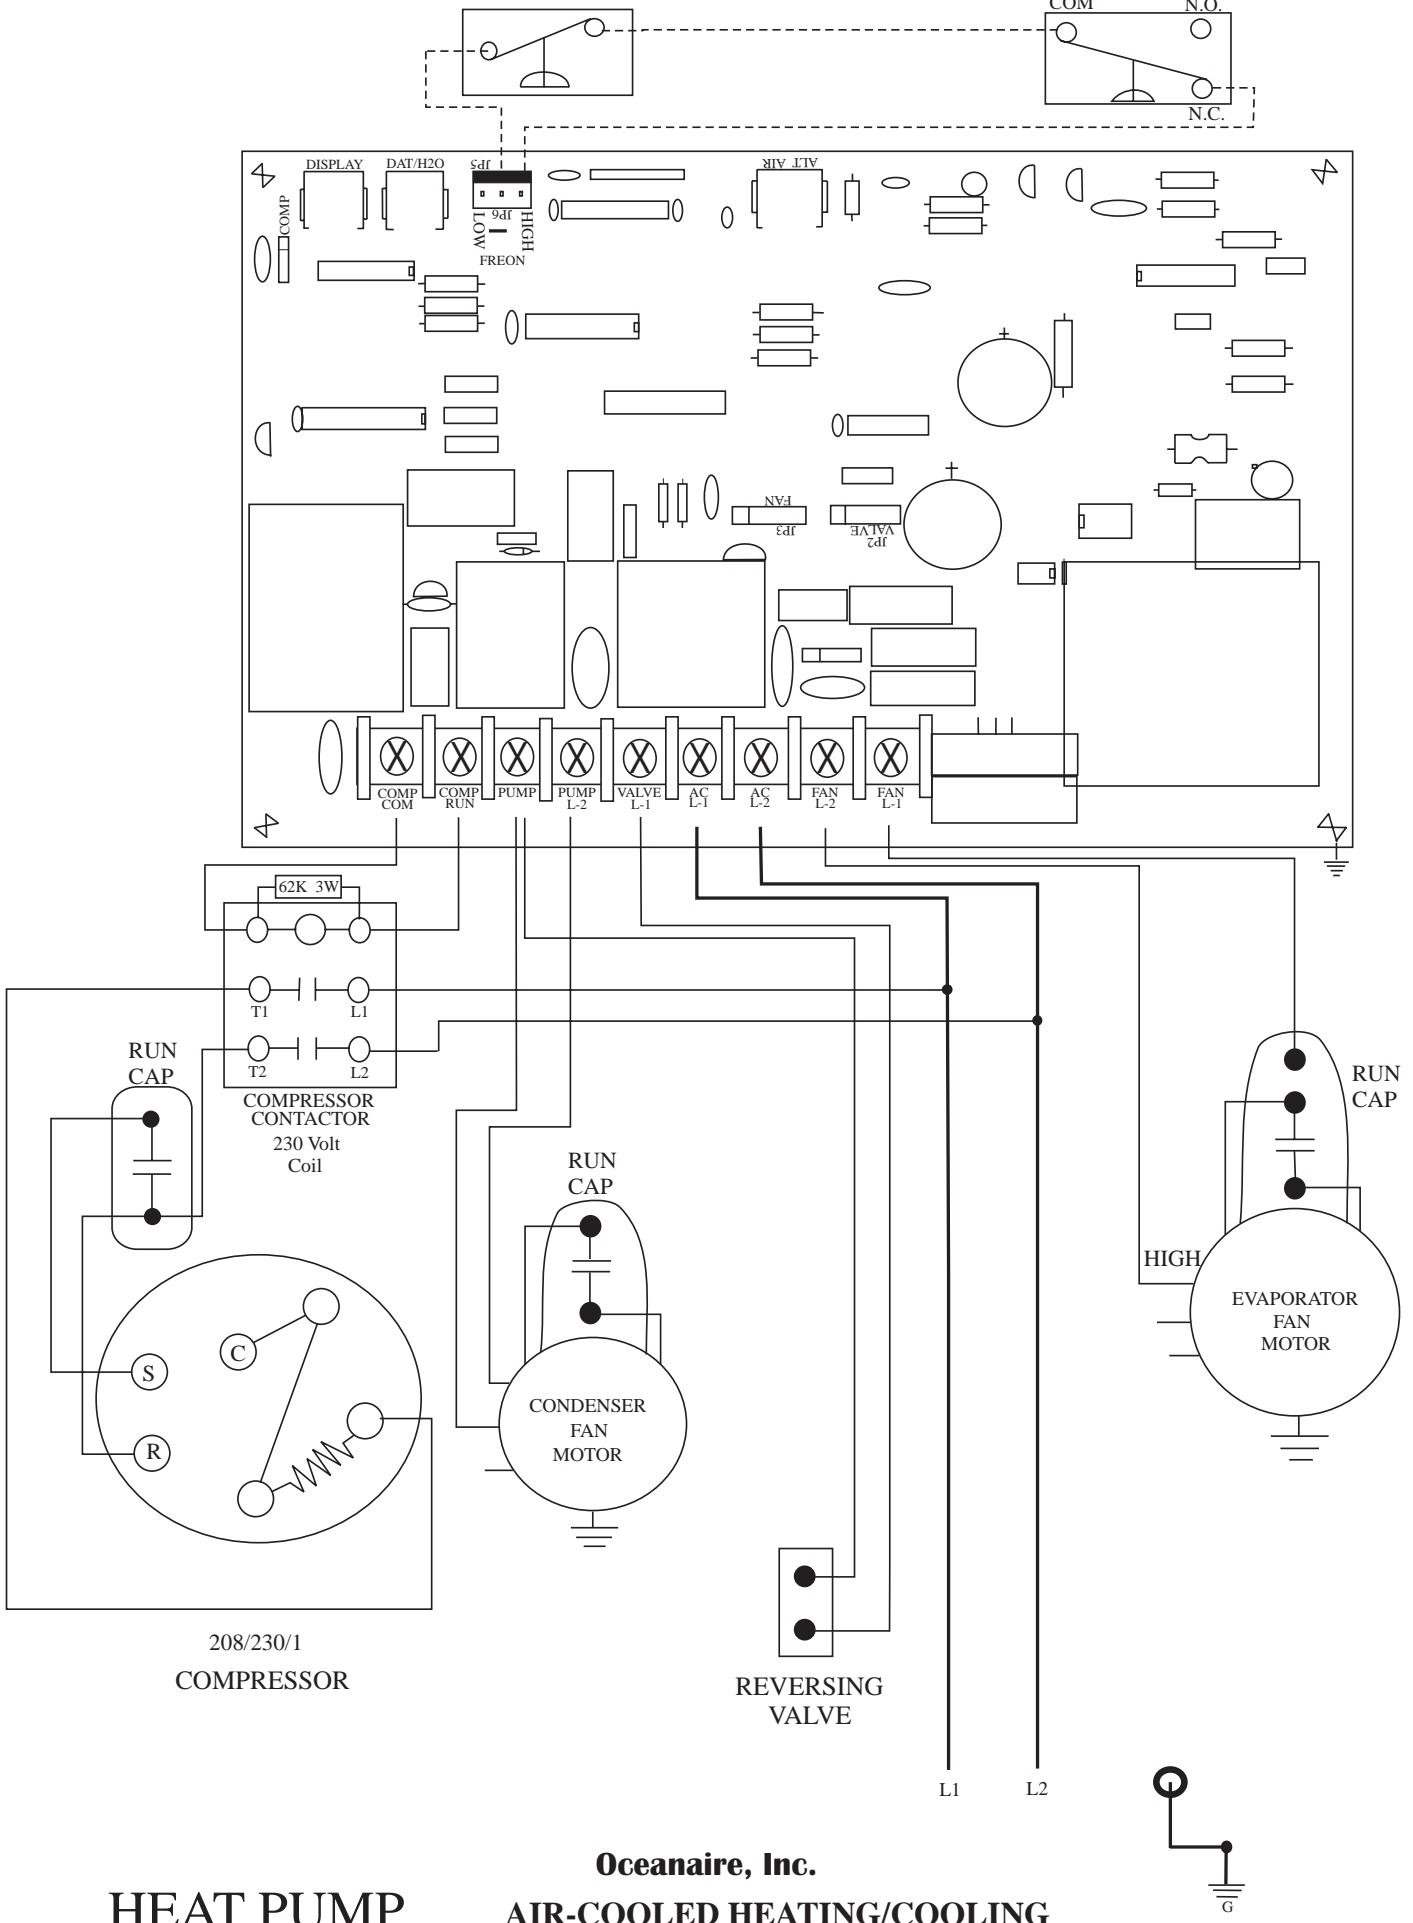 COM
N.O.
N.C.
DISPLAY
DAT/H2O
JP5
ALT AIR
COMP
LOW
JP6
HIGH
FREON
FAN
JP3
VALVE
JP2
COMP
COM
COMP
RUN
PUMP
PUMP
L-2
VALVE
L-1
AC
L-1
AC
L-2
FAN
L-2
FAN
L-1
62K 3W
T1
L1
T2
L2
COMPRESSOR
CONTACTOR
230 Volt
Coil
RUN
CAP
RUN
CAP
RUN
CAP
HIGH
EVAPORATOR
FAN
MOTOR
C
S
R
CONDENSER
FAN
MOTOR
208/230/1
COMPRESSOR
REVERSING
VALVE
L1
L2
G
Oceanaire, Inc.
HEAT PUMP
AIR-COOLED HEATING/COOLING